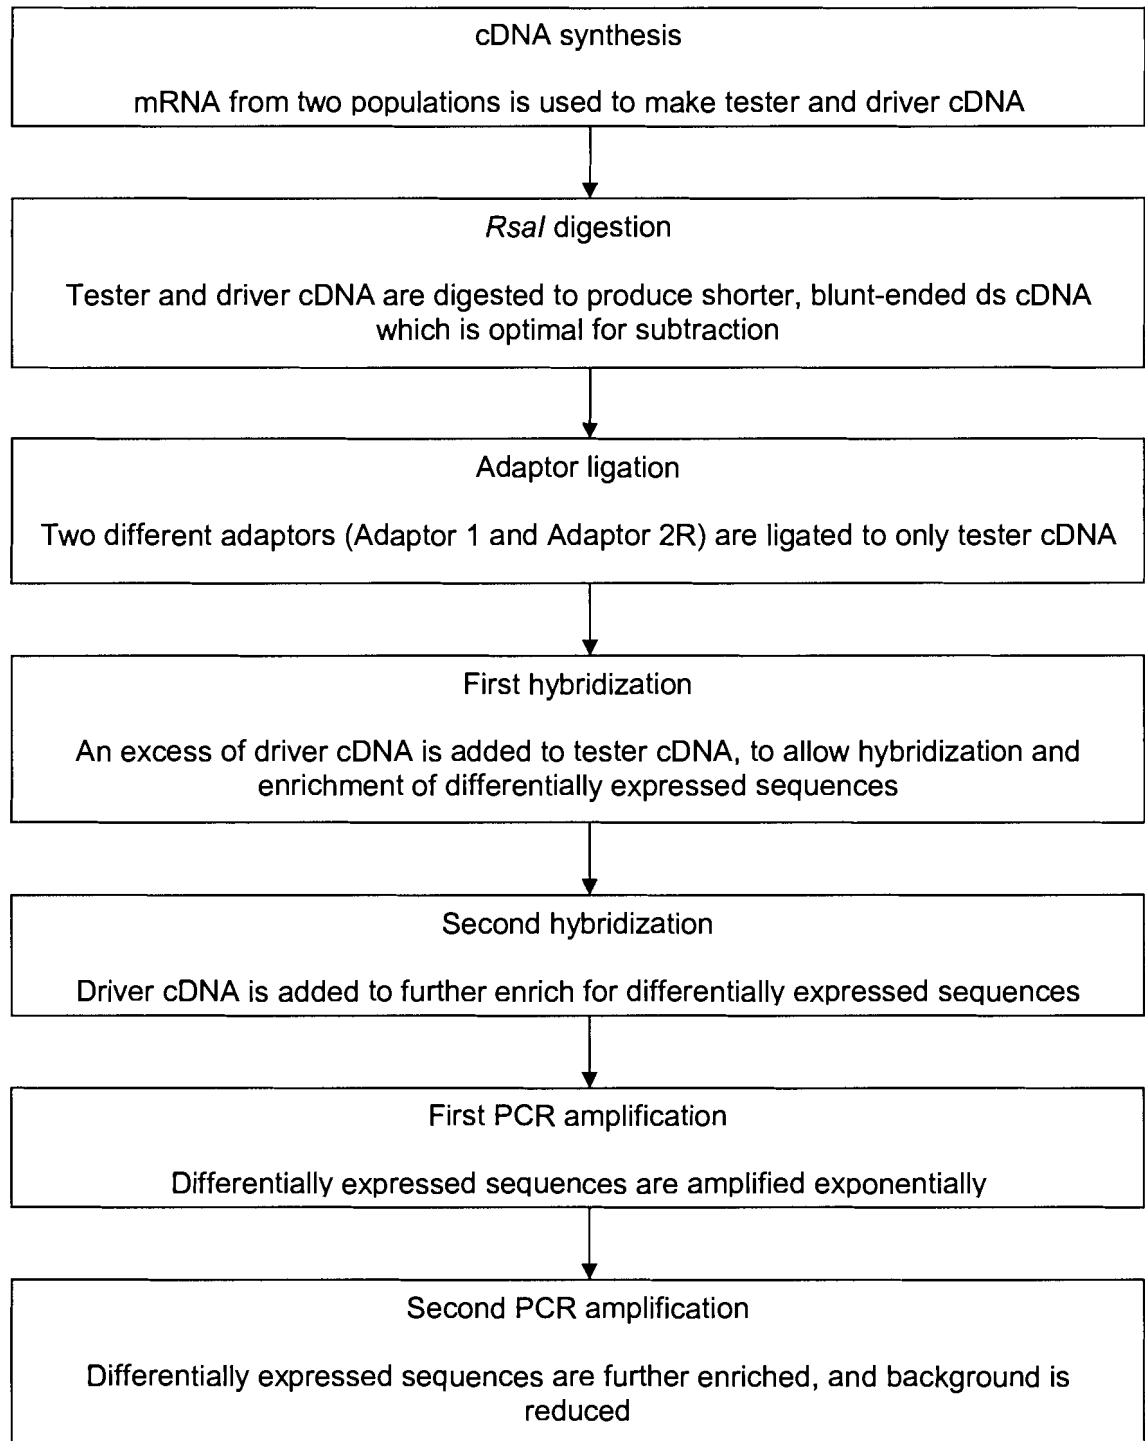 cDNA synthesis
mRNA from two populations is used to make tester and driver cDNA
RsaI digestion
Tester and driver cDNA are digested to produce shorter, blunt-ended ds cDNA
which is optimal for subtraction
Adaptor ligation
Two different adaptors (Adaptor 1 and Adaptor 2R) are ligated to only tester cDNA
First hybridization
An excess of driver cDNA is added to tester cDNA, to allow hybridization and
enrichment of differentially expressed sequences
Second hybridization
Driver cDNA is added to further enrich for differentially expressed sequences
First PCR amplification
Differentially expressed sequences are amplified exponentially
Second PCR amplification
Differentially expressed sequences are further enriched, and background is
reduced